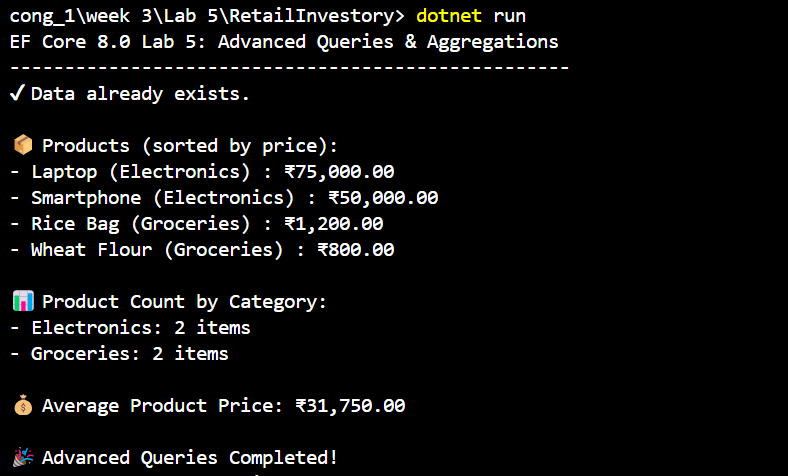 cong_1\week 3\Lab 5\RetailInvestory> dotnet run
EF Core 8.0 Lab 5: Advanced Queries & Aggregations
---------------------------------------------------
✓ Data already exists.
📦 Products (sorted by price):
- Laptop (Electronics) : ₹75,000.00
- Smartphone (Electronics) : ₹50,000.00
- Rice Bag (Groceries) : ₹1,200.00
- Wheat Flour (Groceries) : ₹800.00
📊 Product Count by Category:
- Electronics: 2 items
- Groceries: 2 items
💰 Average Product Price: ₹31,750.00
🎉 Advanced Queries Completed!